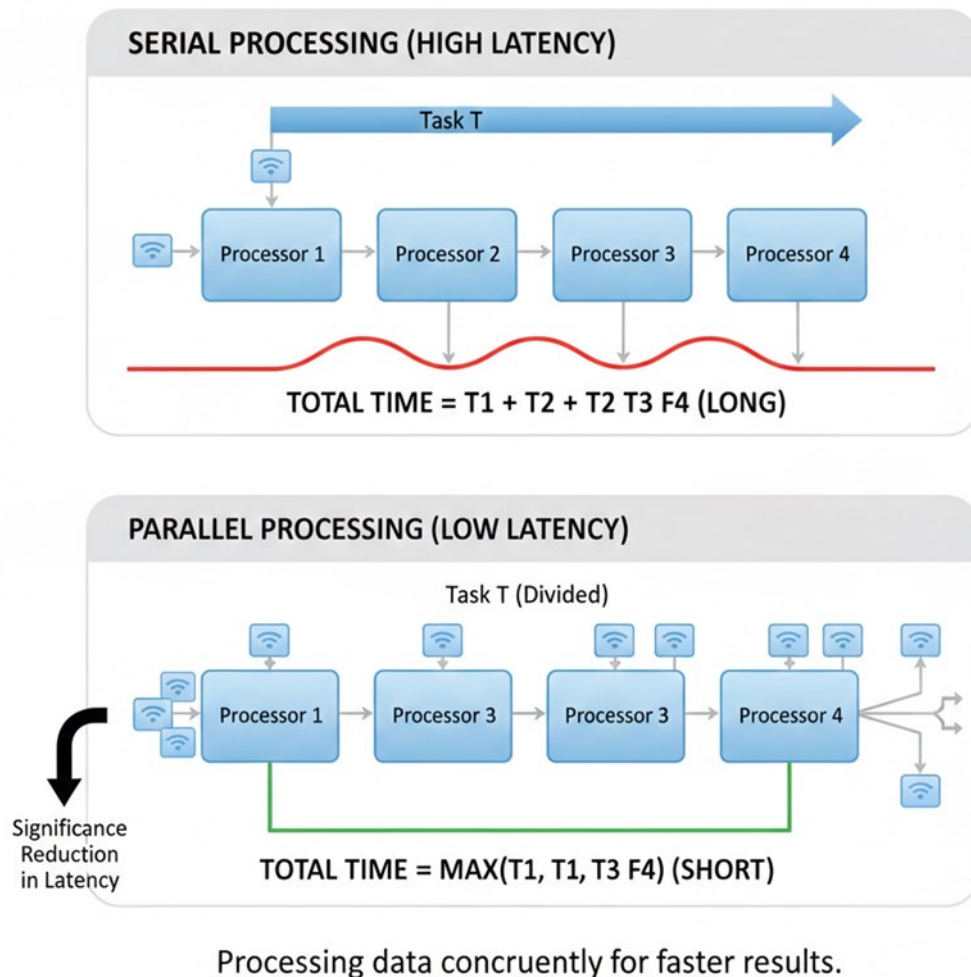 SERIAL PROCESSING (HIGH LATENCY)
Task T
Processor 1
Processor 2
Processor 3
Processor 4
TOTAL TIME = T1 + T2 + T2 T3 F4 (LONG)
PARALLEL PROCESSING (LOW LATENCY)
Task T (Divided)
Processor 1
Processor 3
Processor 3
Processor 4
Significance
Reduction
in Latency
TOTAL TIME = MAX(T1, T1, T3 F4) (SHORT)
Processing data concruently for faster results.